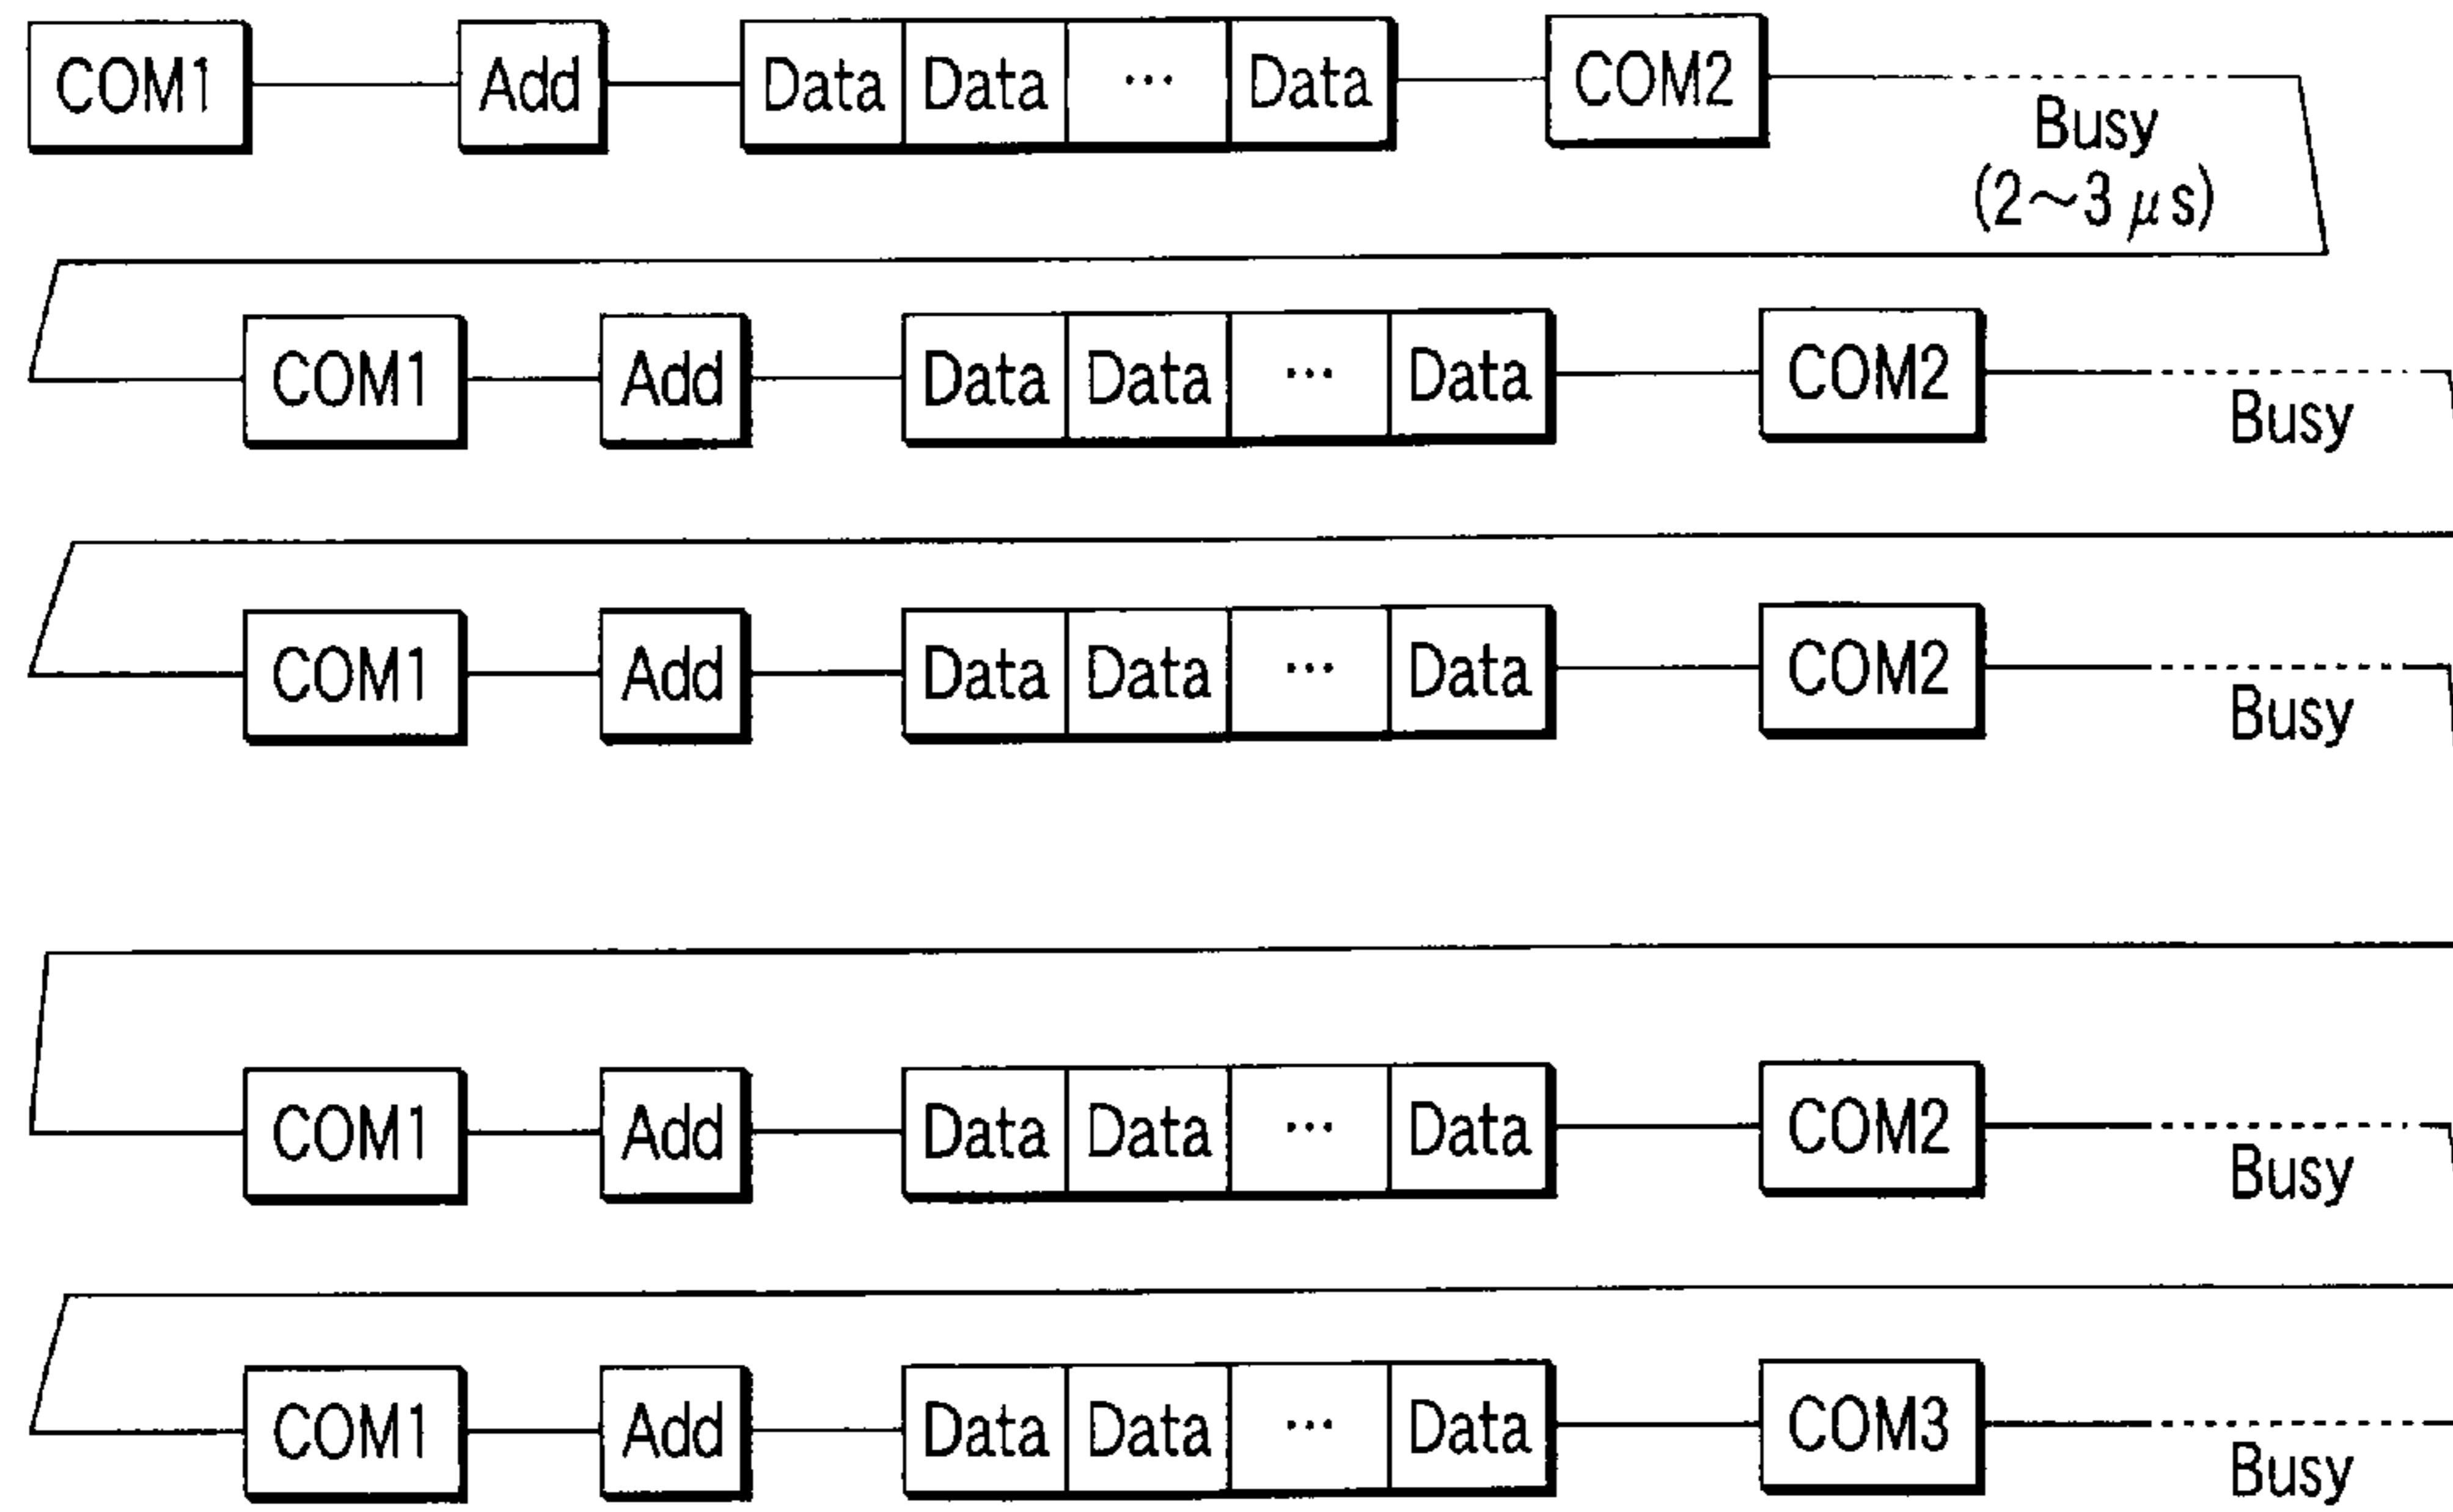 COM1 Add Data Data ... Data COM2
Busy
(2~3 μs)
COM1 Add Data Data ... Data COM2
Busy
COM1 Add Data Data ... Data COM2
Busy
COM1 Add Data Data ... Data COM2
Busy
COM1 Add Data Data ... Data COM3
Busy